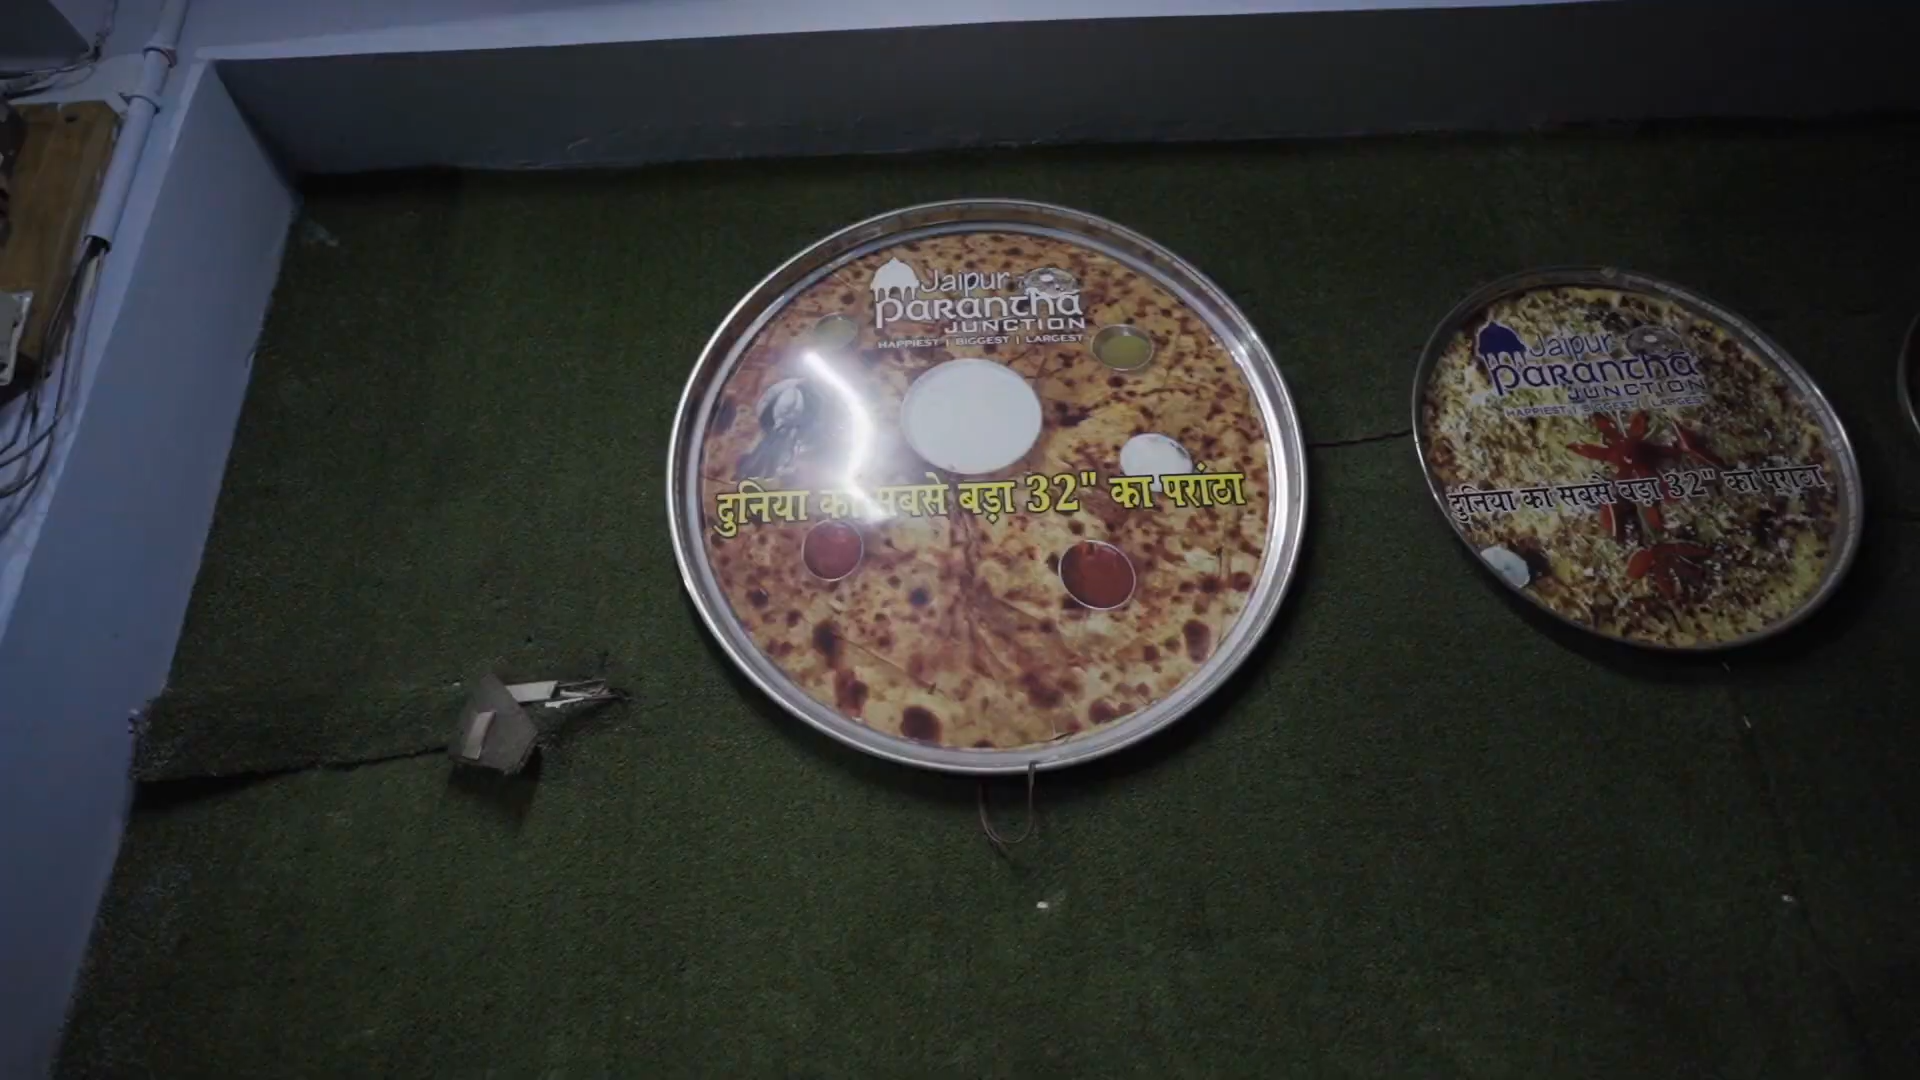 Jaipur
Parantha
JUNCTION
HAPPIEST | BIGGEST | LARGEST
दुनिया का सबसे बड़ा 32" का परांठा
Jaipur
Parantha
JUNCTION
HAPPIEST | BIGGEST | LARGEST
दुनिया का सबसे बड़ा 32" का परांठा